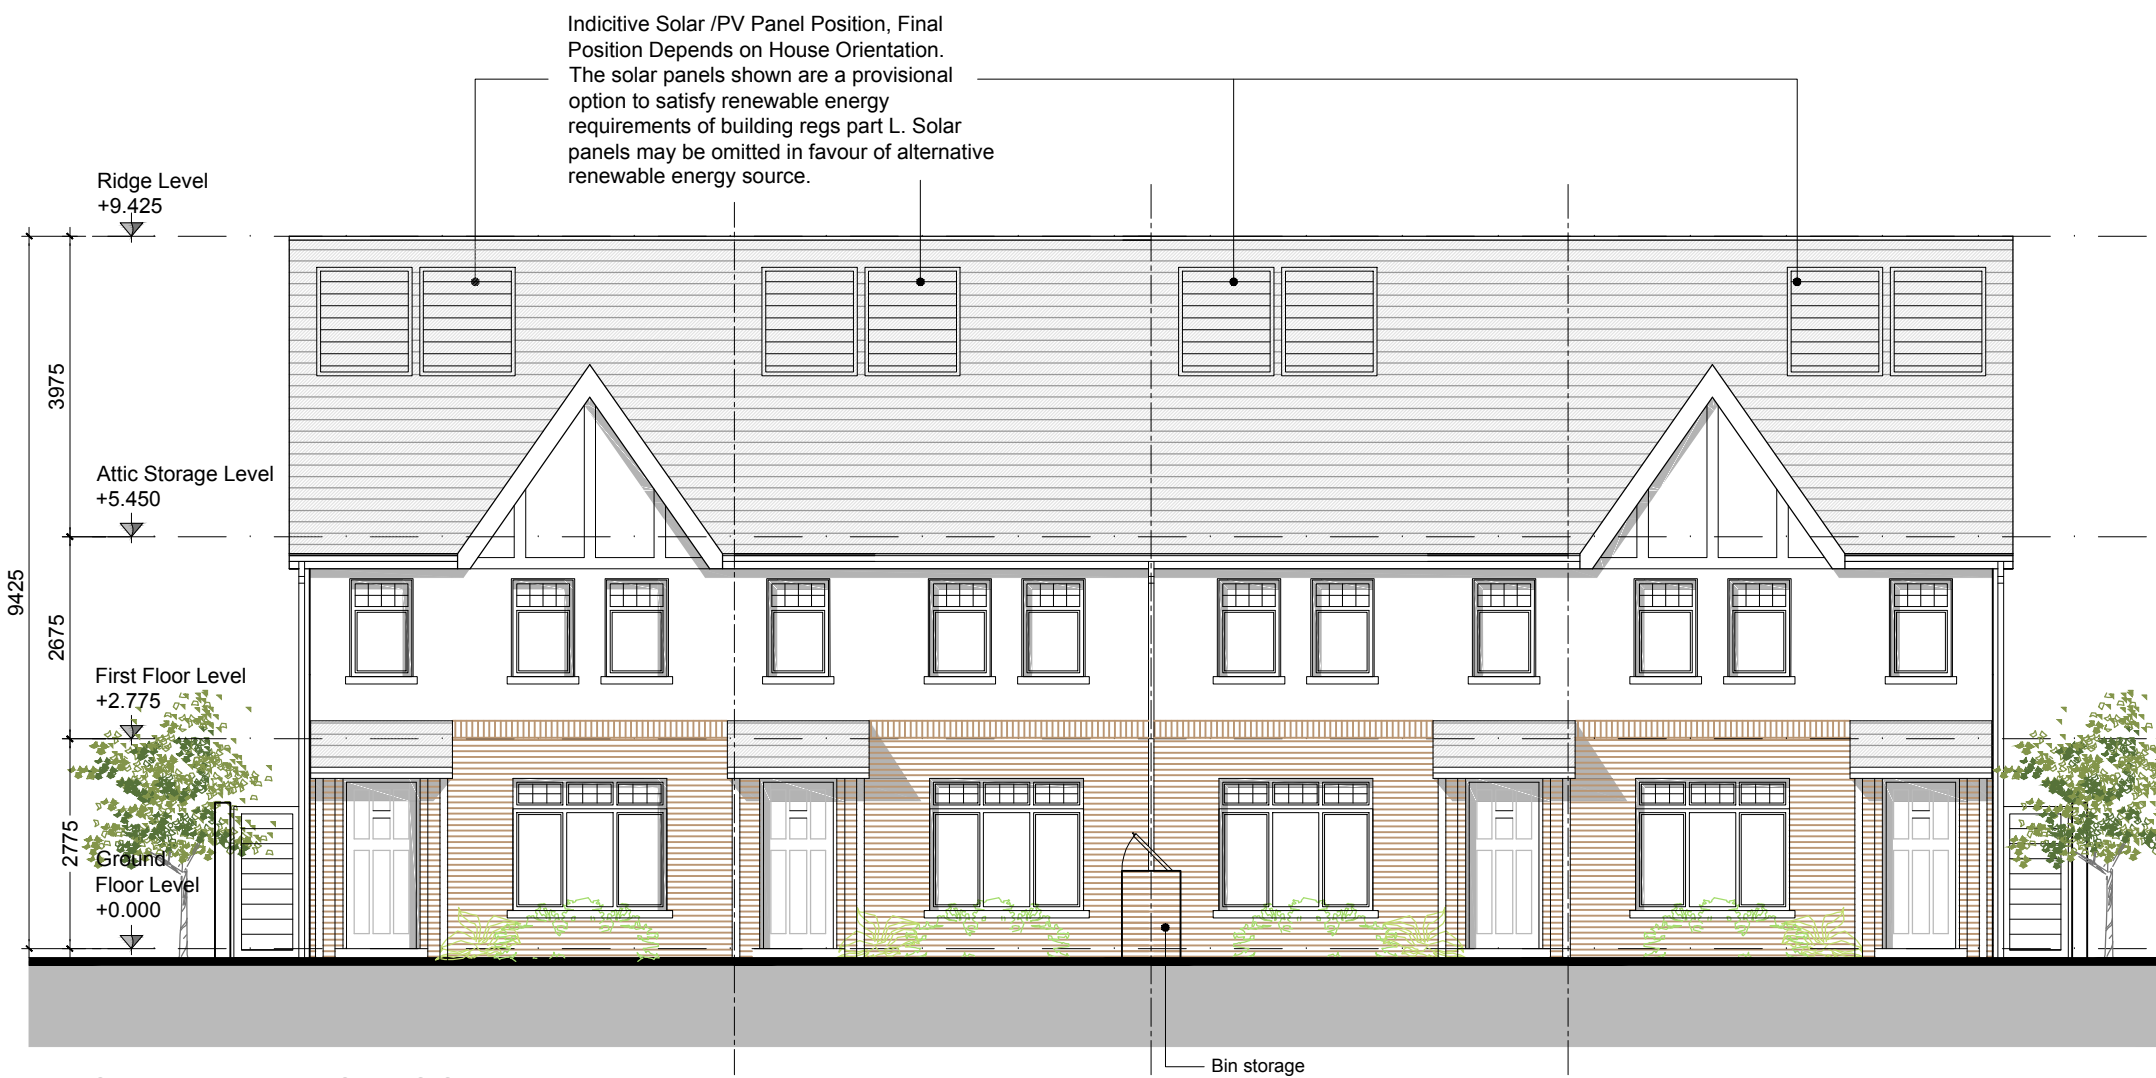 Indicitive Solar /PV Panel Position, Final
Position Depends on House Orientation.
The solar panels shown are a provisional
option to satisfy renewable energy
requirements of building regs part L. Solar
panels may be omitted in favour of alternative
renewable energy source.
Ridge Level
+9.425
3975
Attic Storage Level
+5.450
9425
2675
First Floor Level
+2.775
2775
Ground
Floor Level
+0.000
Bin storage